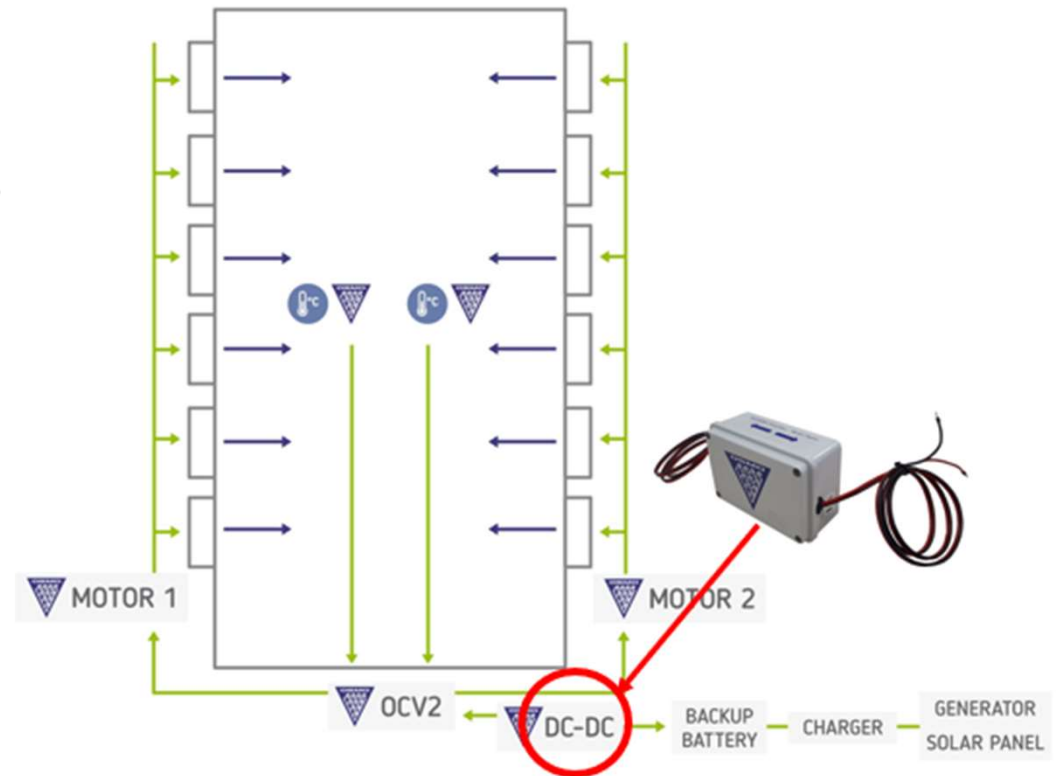 °C
°C
MOTOR 1
MOTOR 2
OCV2
DC-DC
BACKUP
BATTERY
CHARGER
GENERATOR
SOLAR PANEL